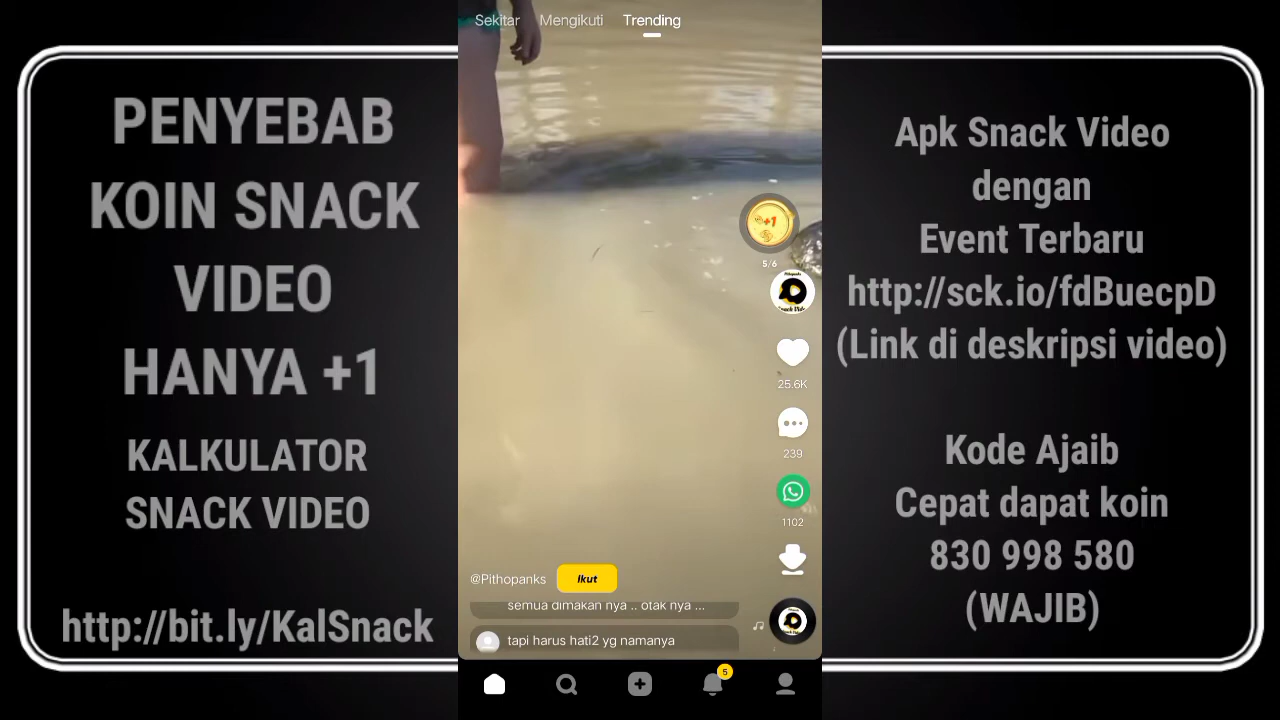 PENYEBAB
KOIN SNACK
VIDEO
HANYA +1
KALKULATOR
SNACK VIDEO
http://bit.ly/KalSnack
Sekitar Mengikuti Trending
+1
5/6
Pithopanks
25.6K
239
1102
@Pithopanks Ikut
semua dimakan nya .. otak nya ...
tapi harus hati2 yg namanya
5
Apk Snack Video
dengan
Event Terbaru
http://sck.io/fdBuecpD
(Link di deskripsi video)
Kode Ajaib
Cepat dapat koin
830 998 580
(WAJIB)